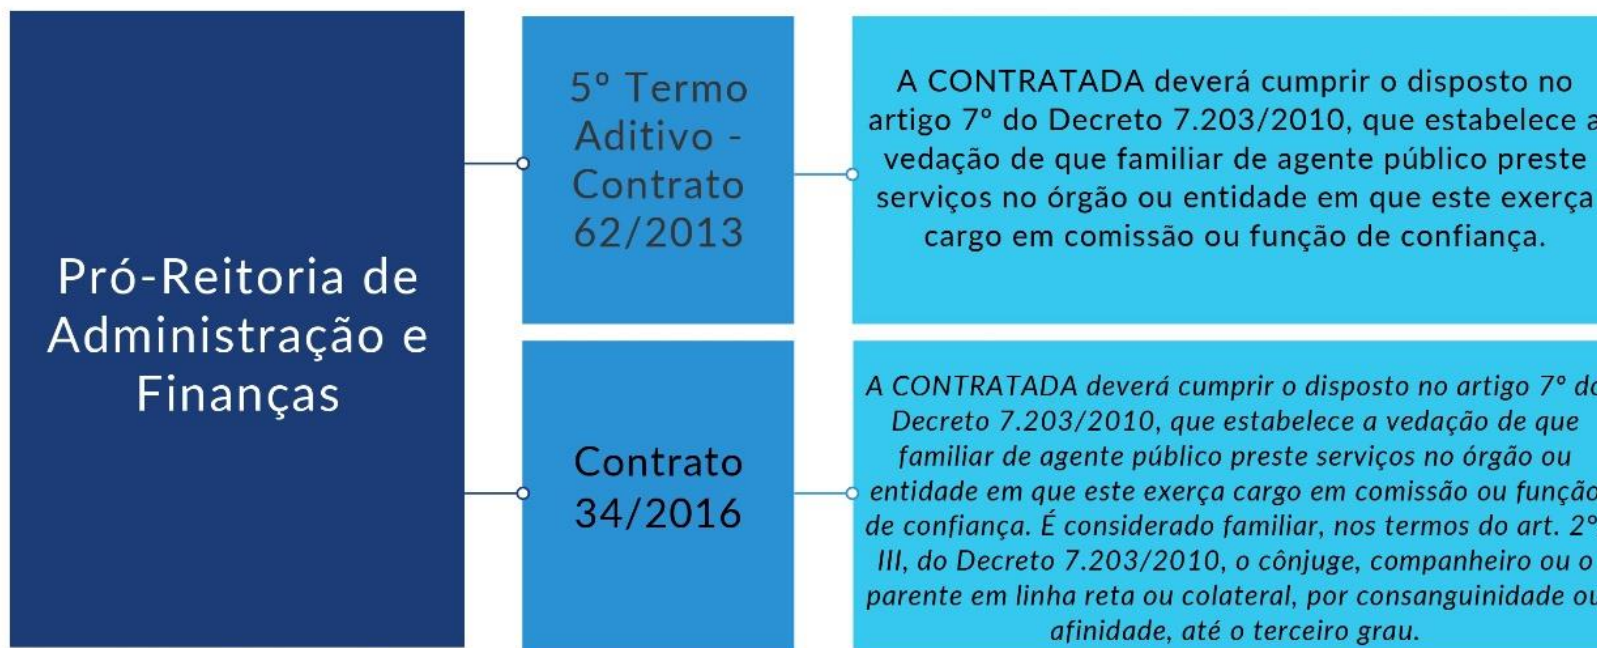 Pró-Reitoria de
Administração e
Finanças
5º Termo
Aditivo -
Contrato
62/2013
A CONTRATADA deverá cumprir o disposto no
artigo 7º do Decreto 7.203/2010, que estabelece a
vedação de que familiar de agente público preste
serviços no órgão ou entidade em que este exerça
cargo em comissão ou função de confiança.
Contrato
34/2016
A CONTRATADA deverá cumprir o disposto no artigo 7º do
Decreto 7.203/2010, que estabelece a vedação de que
familiar de agente público preste serviços no órgão ou
entidade em que este exerça cargo em comissão ou função
de confiança. É considerado familiar, nos termos do art. 2º
III, do Decreto 7.203/2010, o cônjuge, companheiro ou o
parente em linha reta ou colateral, por consanguinidade ou
afinidade, até o terceiro grau.